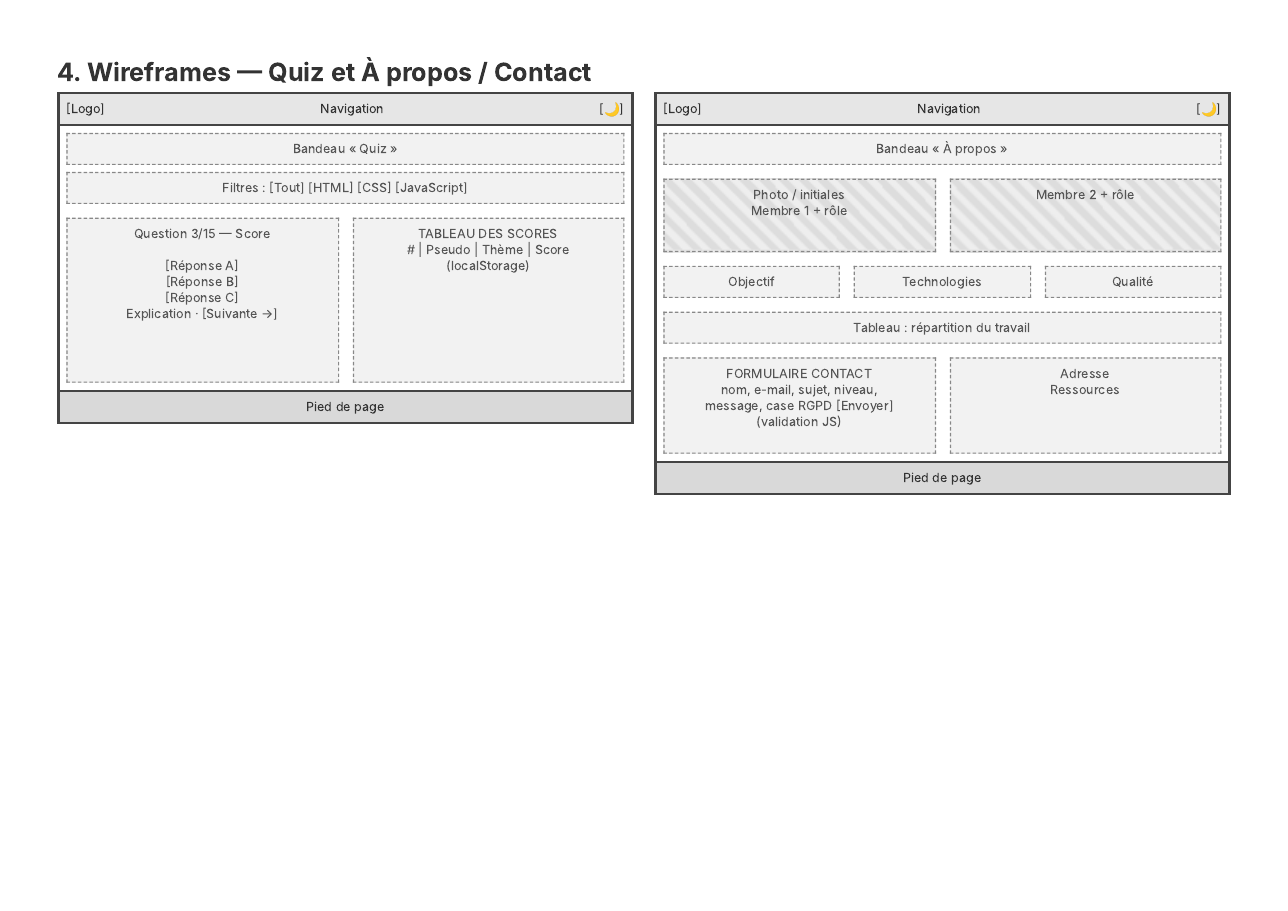 4. Wireframes — Quiz et À propos / Contact
[Logo] Navigation [🌙]
Bandeau « Quiz »
Filtres : [Tout] [HTML] [CSS] [JavaScript]
Question 3/15 — Score
[Réponse A]
[Réponse B]
[Réponse C]
Explication · [Suivante →]
TABLEAU DES SCORES
# | Pseudo | Thème | Score
(localStorage)
Pied de page
[Logo] Navigation [🌙]
Bandeau « À propos »
Photo / initiales
Membre 1 + rôle
Membre 2 + rôle
Objectif
Technologies
Qualité
Tableau : répartition du travail
FORMULAIRE CONTACT
nom, e-mail, sujet, niveau,
message, case RGPD [Envoyer]
(validation JS)
Adresse
Ressources
Pied de page